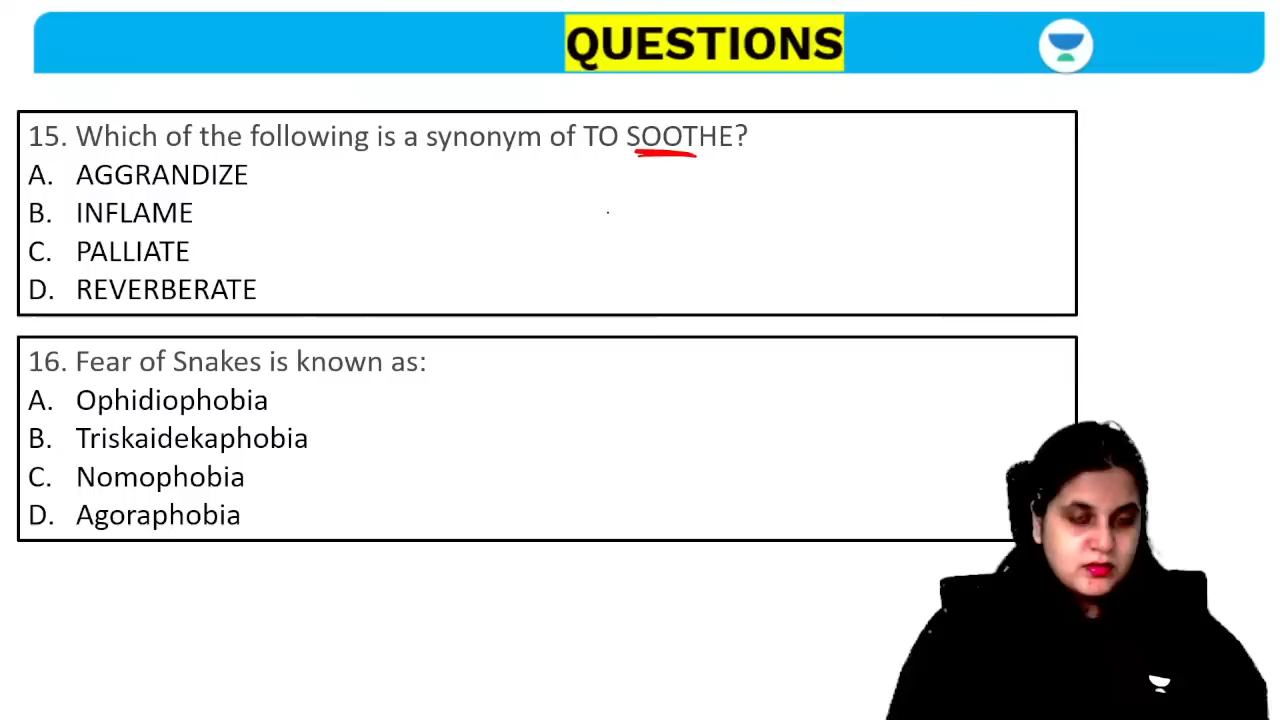 QUESTIONS
15. Which of the following is a synonym of TO SOOTHE?
A. AGGRANDIZE
B. INFLAME
C. PALLIATE
D. REVERBERATE
16. Fear of Snakes is known as:
A. Ophidiophobia
B. Triskaidekaphobia
C. Nomophobia
D. Agoraphobia